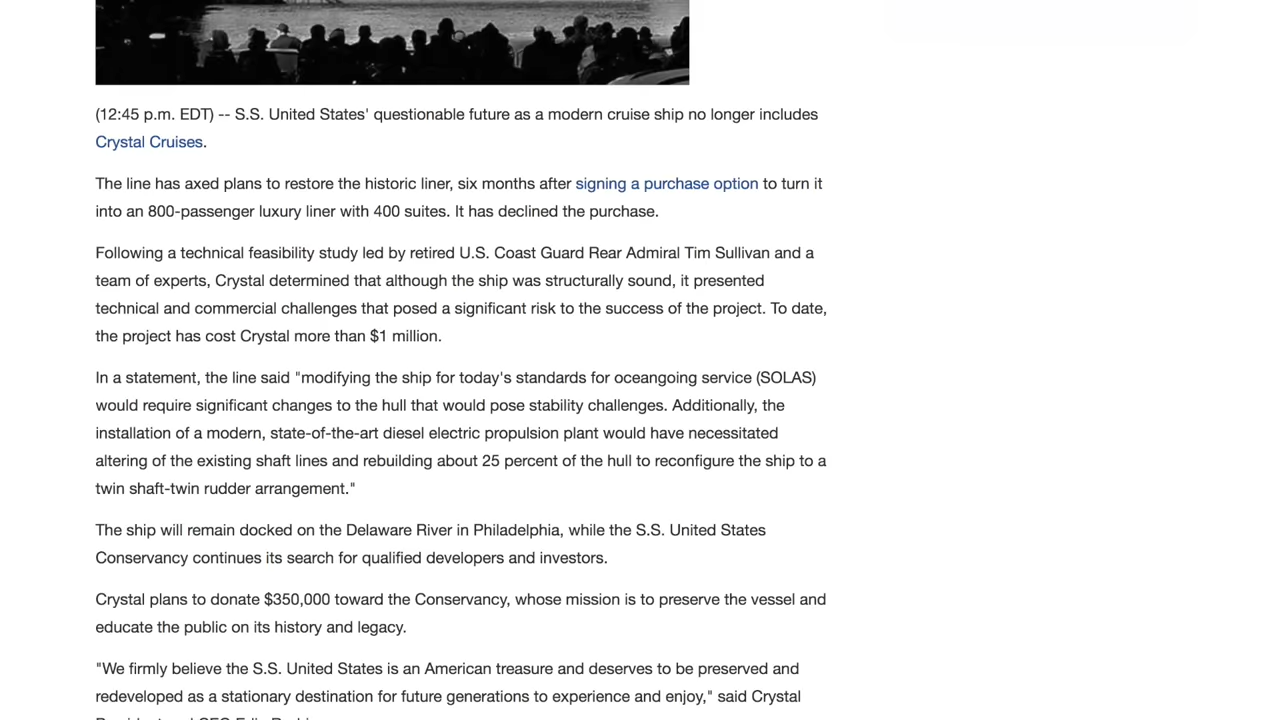 (12:45 p.m. EDT) -- S.S. United States' questionable future as a modern cruise ship no longer includes
Crystal Cruises.
The line has axed plans to restore the historic liner, six months after signing a purchase option to turn it
into an 800-passenger luxury liner with 400 suites. It has declined the purchase.
Following a technical feasibility study led by retired U.S. Coast Guard Rear Admiral Tim Sullivan and a
team of experts, Crystal determined that although the ship was structurally sound, it presented
technical and commercial challenges that posed a significant risk to the success of the project. To date,
the project has cost Crystal more than $1 million.
In a statement, the line said "modifying the ship for today's standards for oceangoing service (SOLAS)
would require significant changes to the hull that would pose stability challenges. Additionally, the
installation of a modern, state-of-the-art diesel electric propulsion plant would have necessitated
altering of the existing shaft lines and rebuilding about 25 percent of the hull to reconfigure the ship to a
twin shaft-twin rudder arrangement."
The ship will remain docked on the Delaware River in Philadelphia, while the S.S. United States
Conservancy continues its search for qualified developers and investors.
Crystal plans to donate $350,000 toward the Conservancy, whose mission is to preserve the vessel and
educate the public on its history and legacy.
"We firmly believe the S.S. United States is an American treasure and deserves to be preserved and
redeveloped as a stationary destination for future generations to experience and enjoy," said Crystal